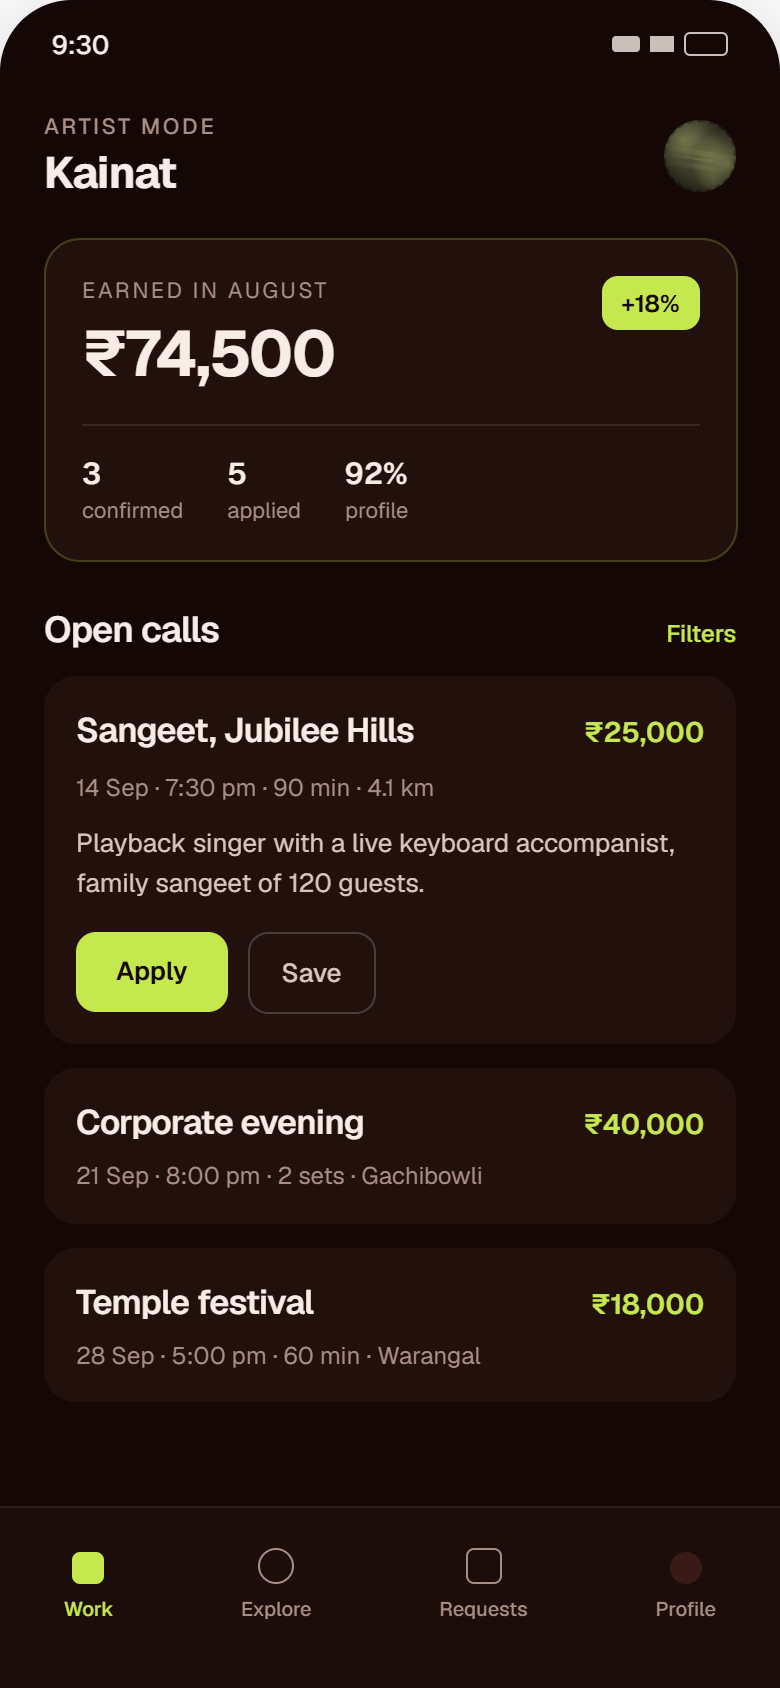 9:30
ARTIST MODE
Kainat
EARNED IN AUGUST
+18%
₹74,500
3 5 92%
confirmed applied profile
Open calls Filters
Sangeet, Jubilee Hills ₹25,000
14 Sep · 7:30 pm · 90 min · 4.1 km
Playback singer with a live keyboard accompanist,
family sangeet of 120 guests.
Apply Save
Corporate evening ₹40,000
21 Sep · 8:00 pm · 2 sets · Gachibowli
Temple festival ₹18,000
28 Sep · 5:00 pm · 60 min · Warangal
Work Explore Requests Profile